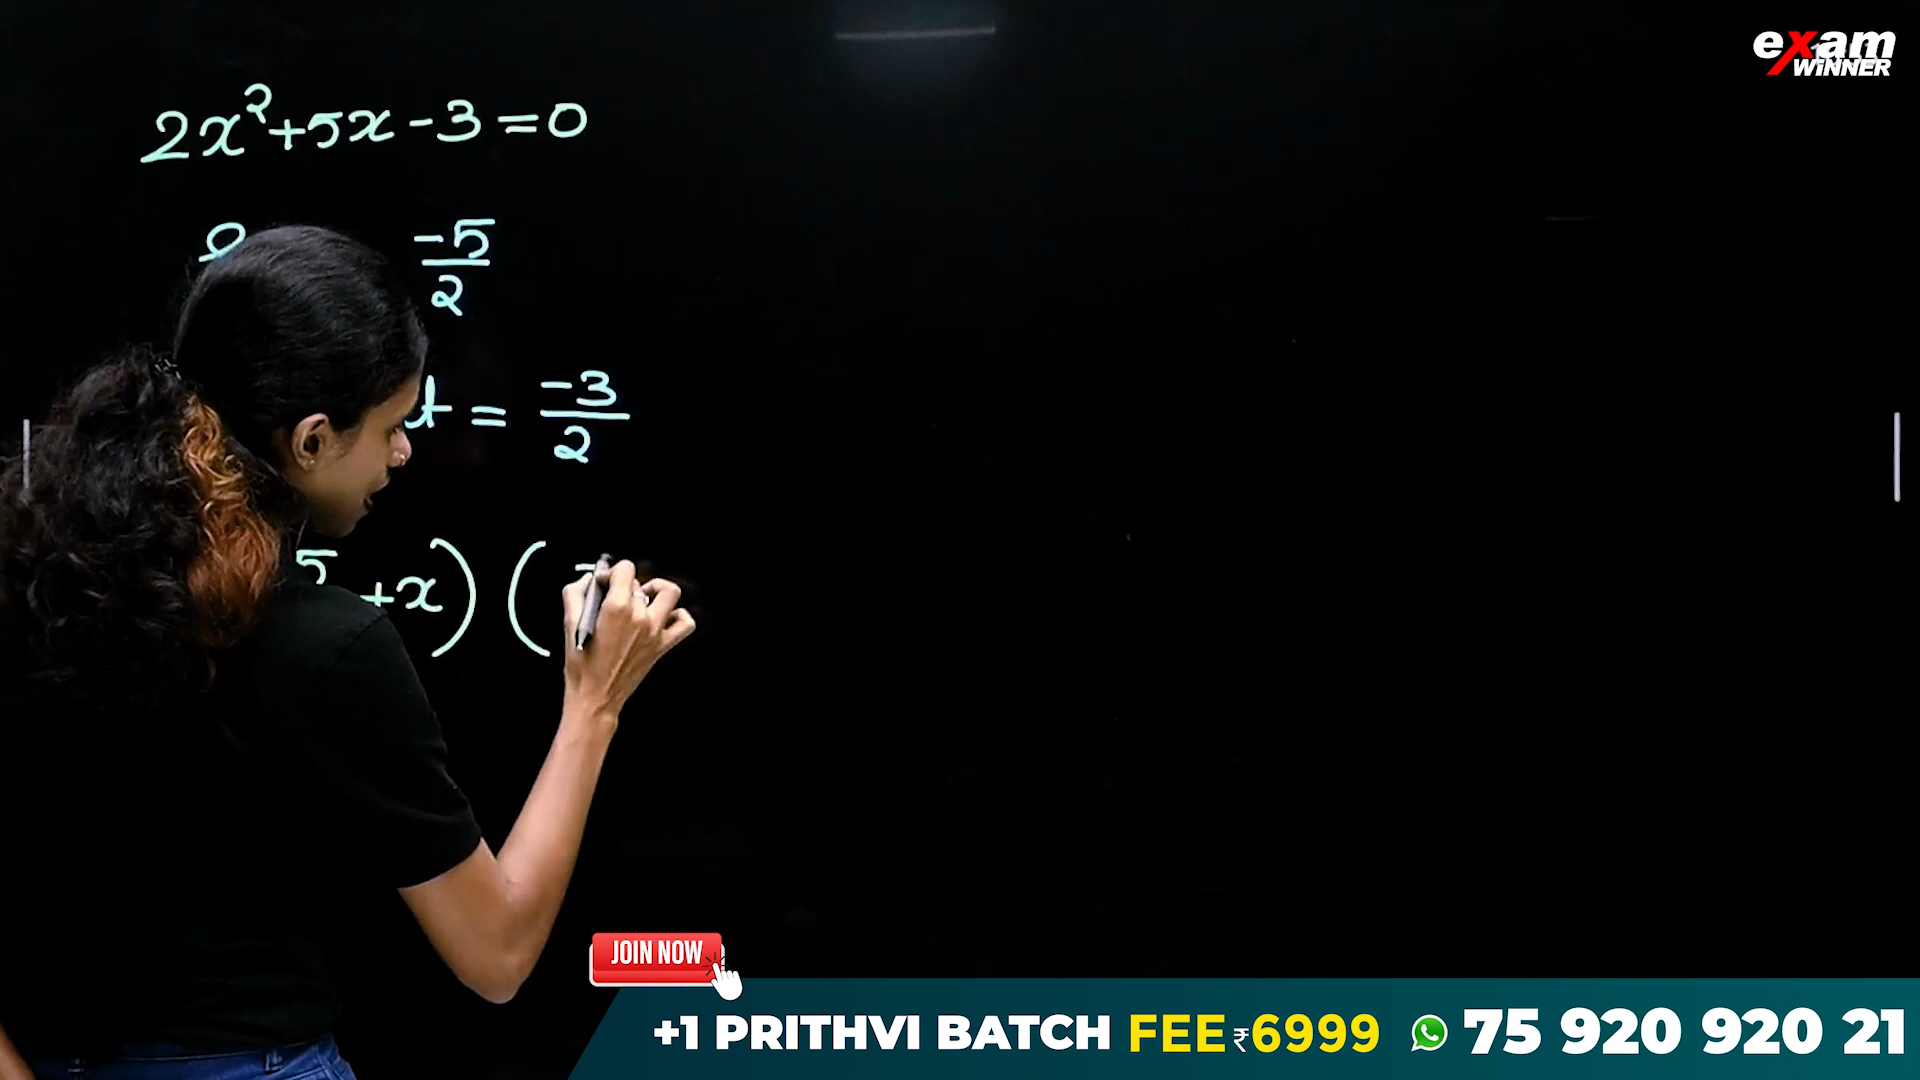 exam
WINNER
2x²+5x-3=0
-5
2
t = -3
2
5 +x) (
JOIN NOW
+1 PRITHVI BATCH FEE ₹6999 75 920 920 21